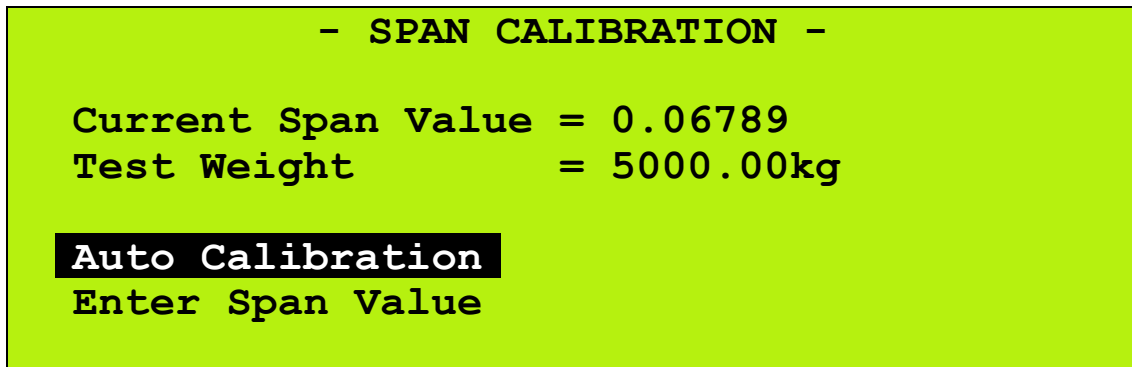 - SPAN CALIBRATION -
Current Span Value = 0.06789
Test Weight = 5000.00kg
Auto Calibration
Enter Span Value